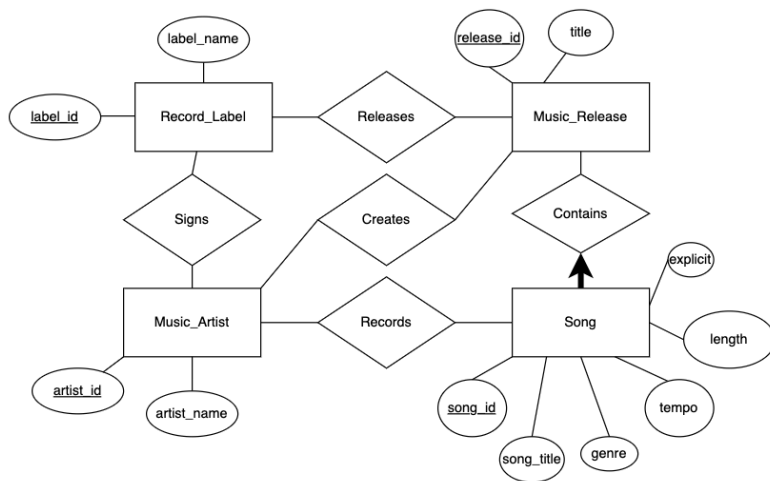 label_name
release_id
title
label_id
Record_Label
Releases
Music_Release
Signs
Creates
Contains
explicit
Music_Artist
Records
Song
length
artist_id
artist_name
song_id
tempo
song_title
genre